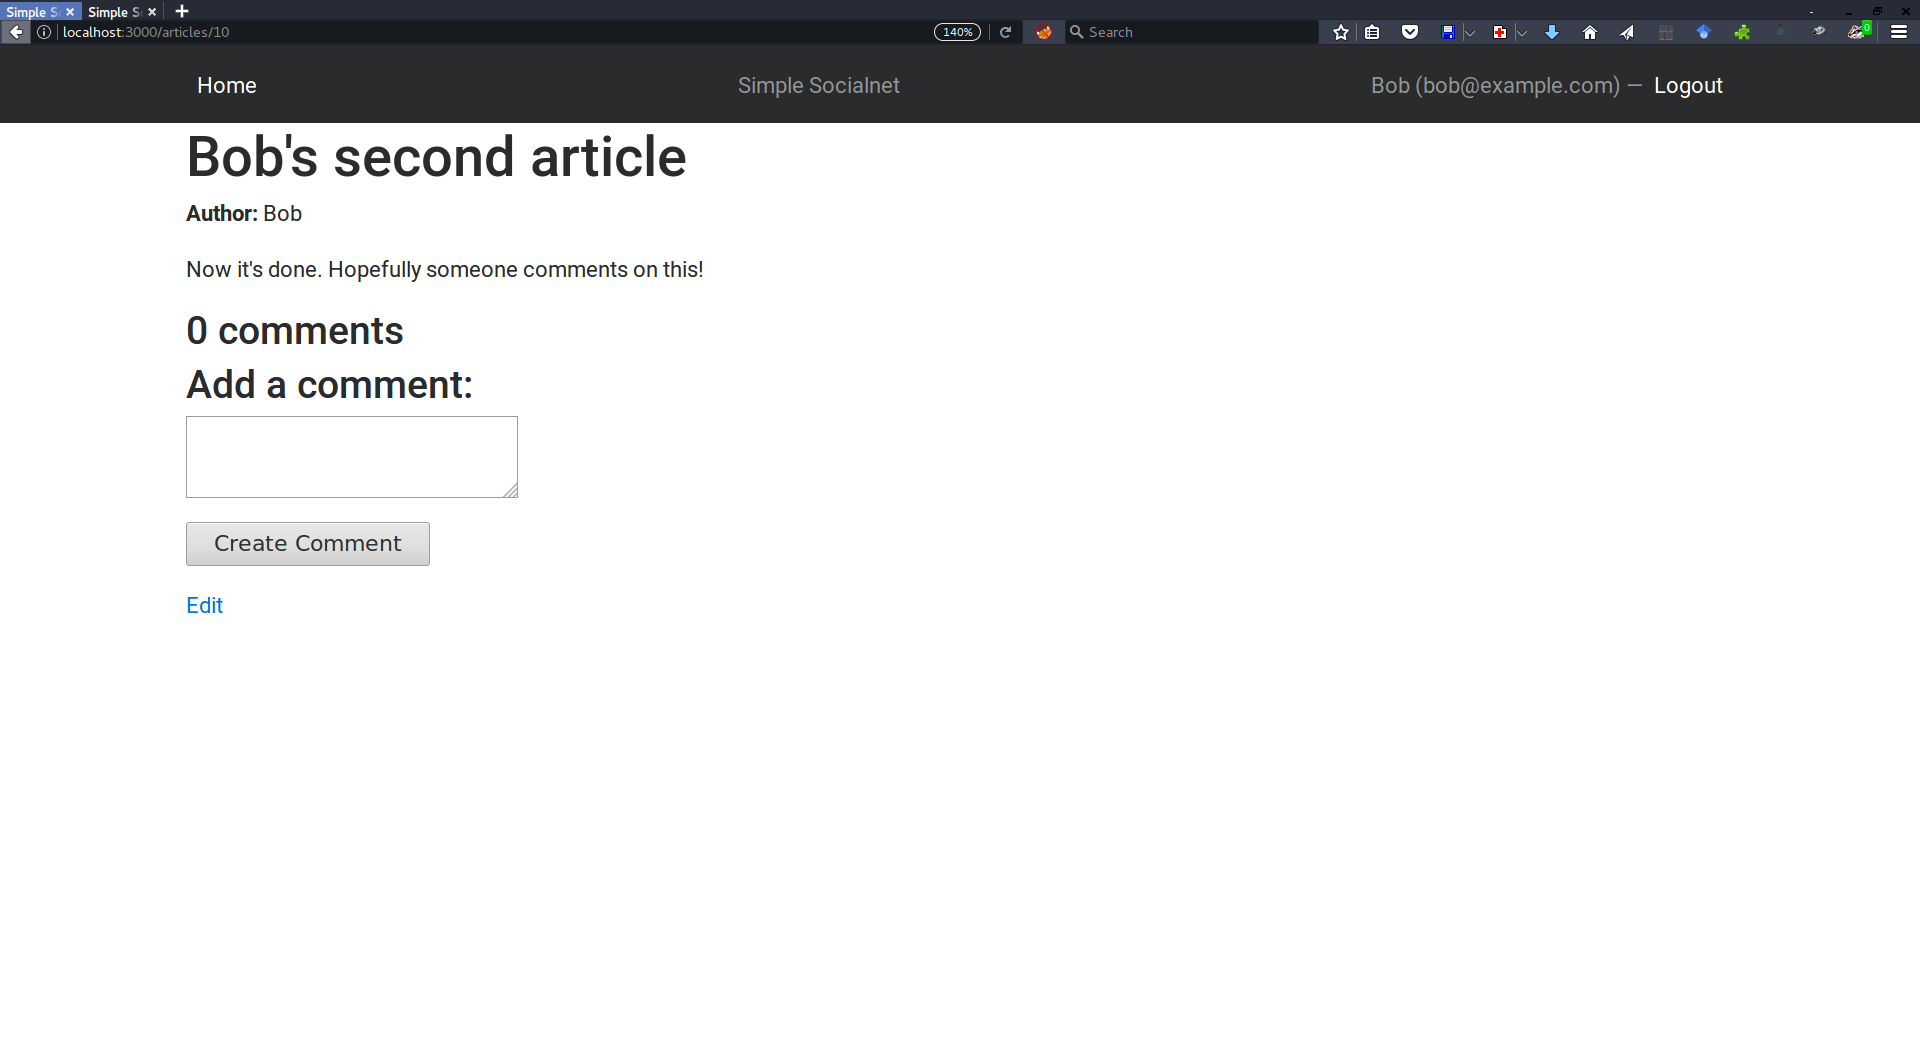 Simple S
Simple S
localhost:3000/articles/10
140%
Search
0
Home
Simple Socialnet
Bob (bob@example.com) — Logout
Bob's second article
Author: Bob
Now it's done. Hopefully someone comments on this!
0 comments
Add a comment:
Create Comment
Edit